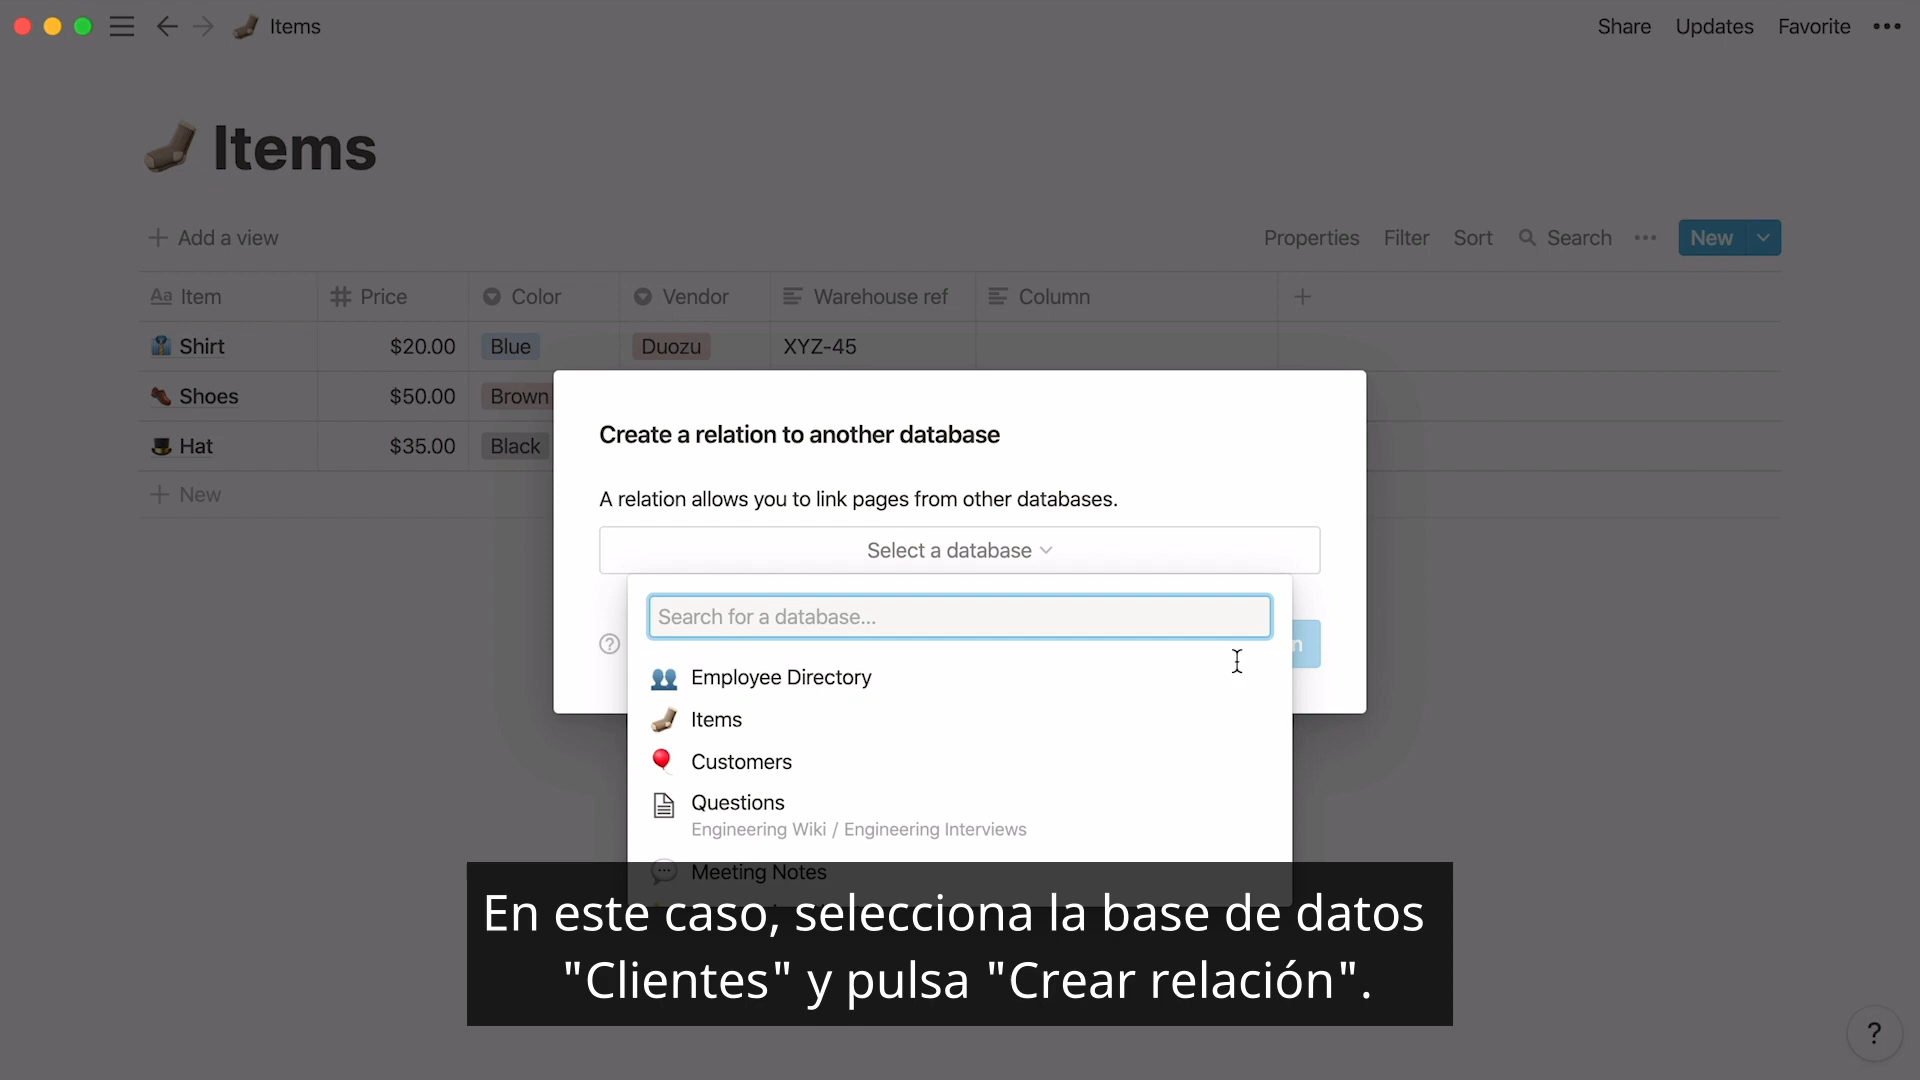 Items
Share Updates Favorite
Items
Add a view
Properties Filter Sort Search New
Aa Item Price Color Vendor Warehouse ref Column
Shirt $20.00 Blue Duozu XYZ-45
Shoes $50.00 Brown
Hat $35.00 Black
New
Create a relation to another database
A relation allows you to link pages from other databases.
Select a database
Search for a database...
n
Employee Directory
Items
Customers
Questions
Engineering Wiki / Engineering Interviews
Meeting Notes
En este caso, selecciona la base de datos
"Clientes" y pulsa "Crear relación".
?